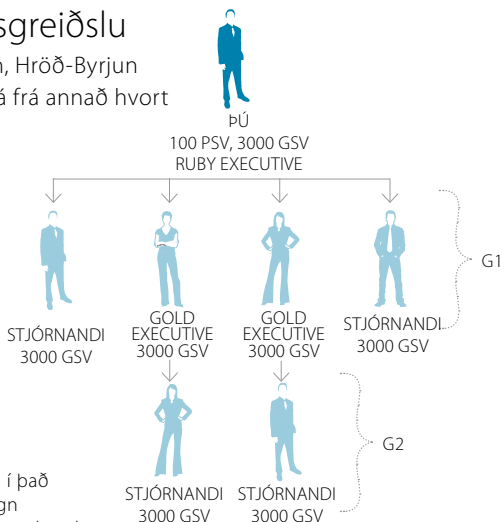 sgreiðslu
, Hröð-Byrjun
á frá annað hvort
ÞÚ
100 PSV, 3000 GSV
RUBY EXECUTIVE
G1
STJÓRNANDI
3000 GSV
GOLD
EXECUTIVE
3000 GSV
GOLD
EXECUTIVE
3000 GSV
STJÓRNANDI
3000 GSV
G2
í það
gn
STJÓRNANDI
3000 GSV
STJÓRNANDI
3000 GSV